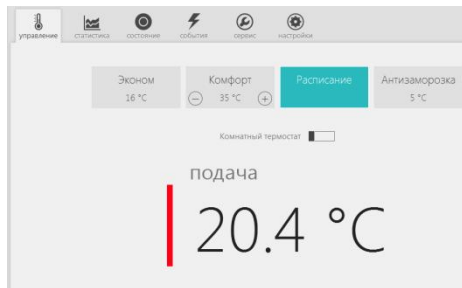 управление статистика состояние события сервис настройки
Эконом Комфорт Расписание Антизаморозка
16 °C 35 °C 5 °C
Комнатный термостат
подача
20.4 °C